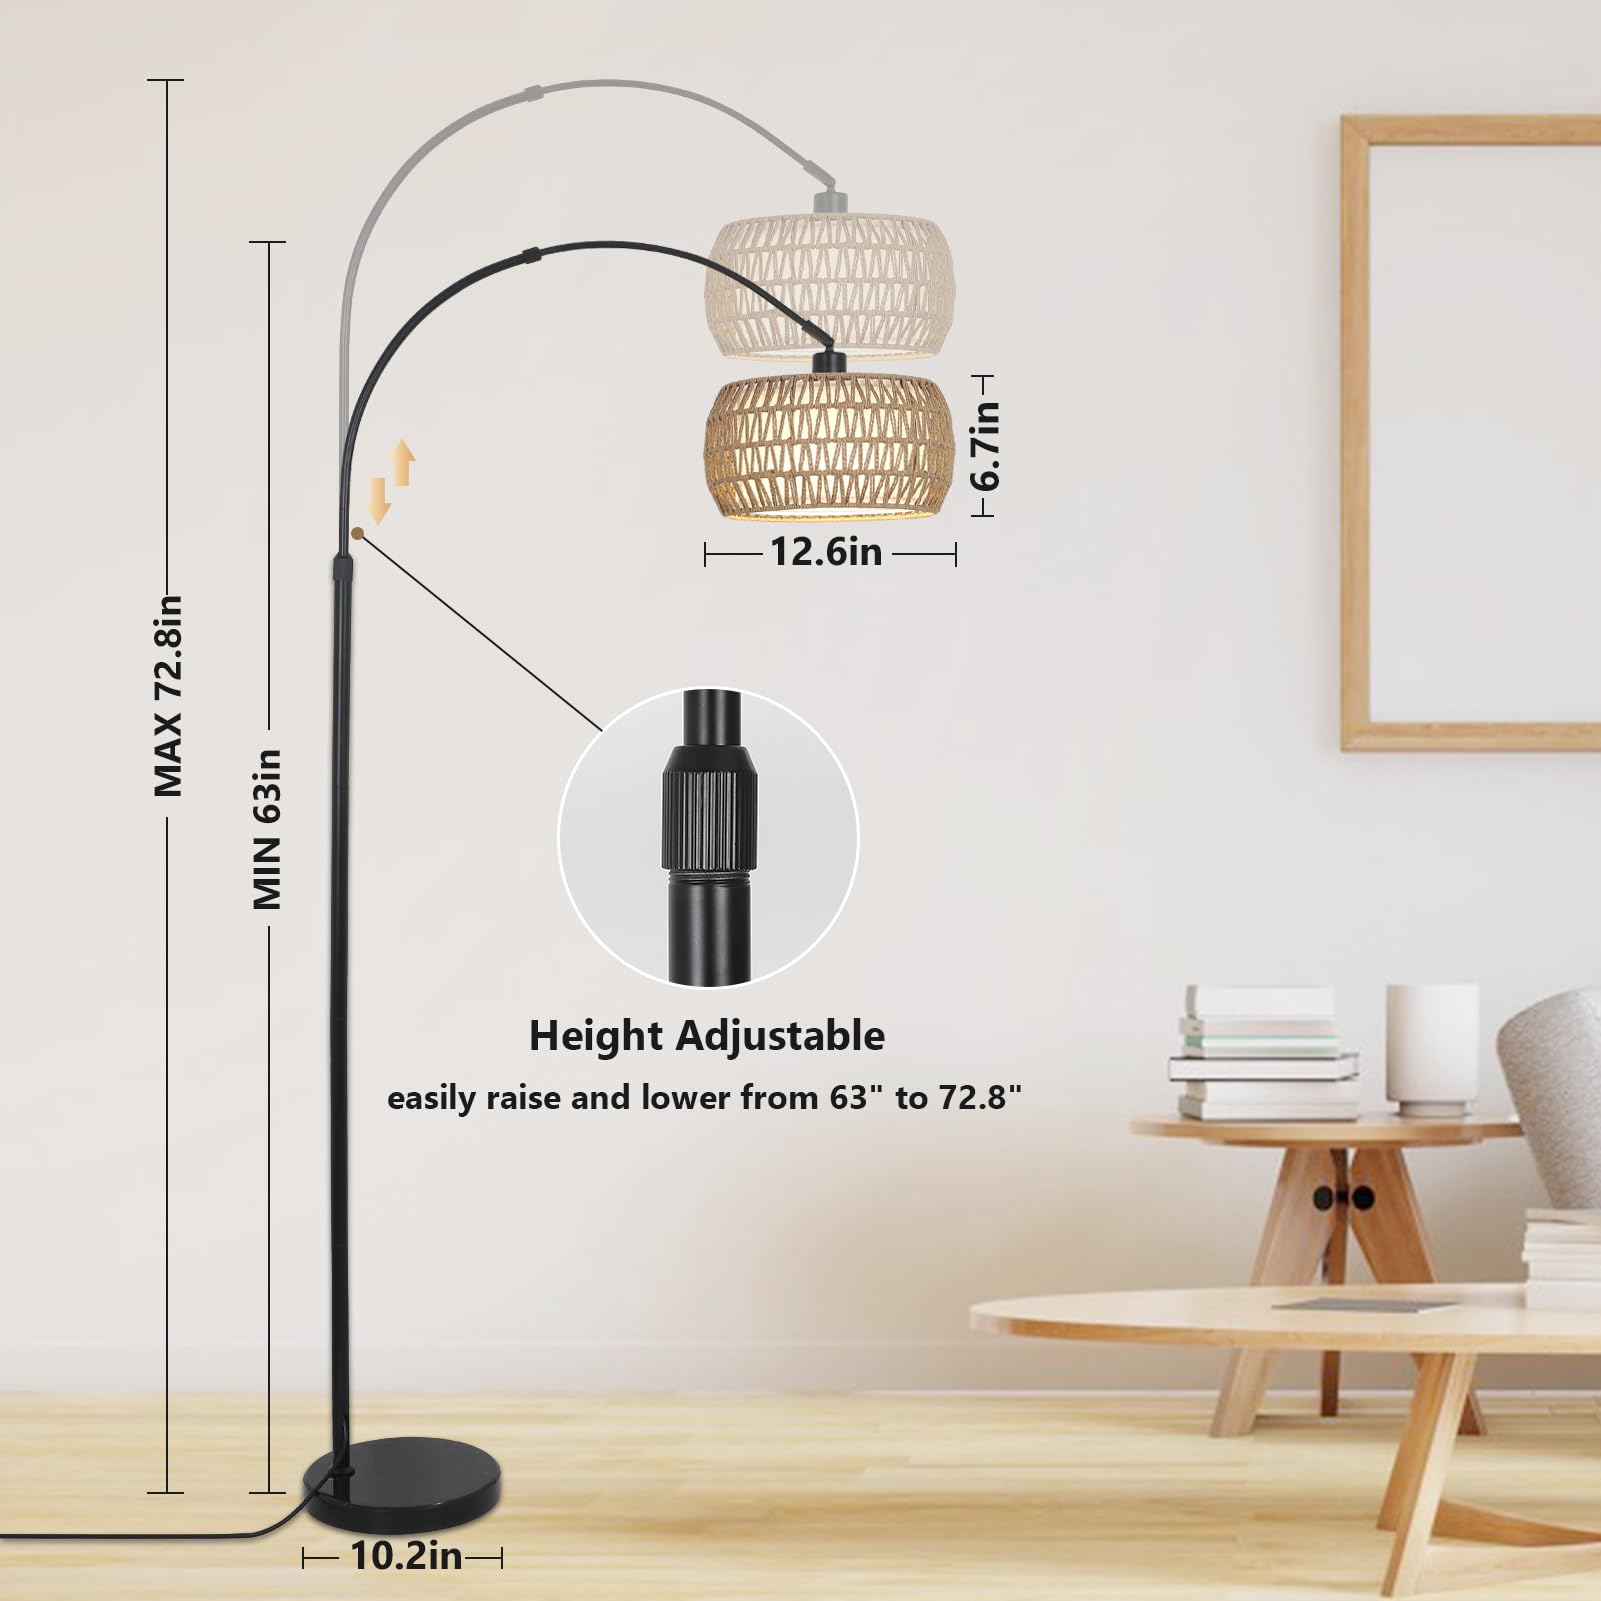 MAX 72.8in
MIN 63in
6.7in
12.6in
Height Adjustable
easily raise and lower from 63" to 72.8"
10.2in